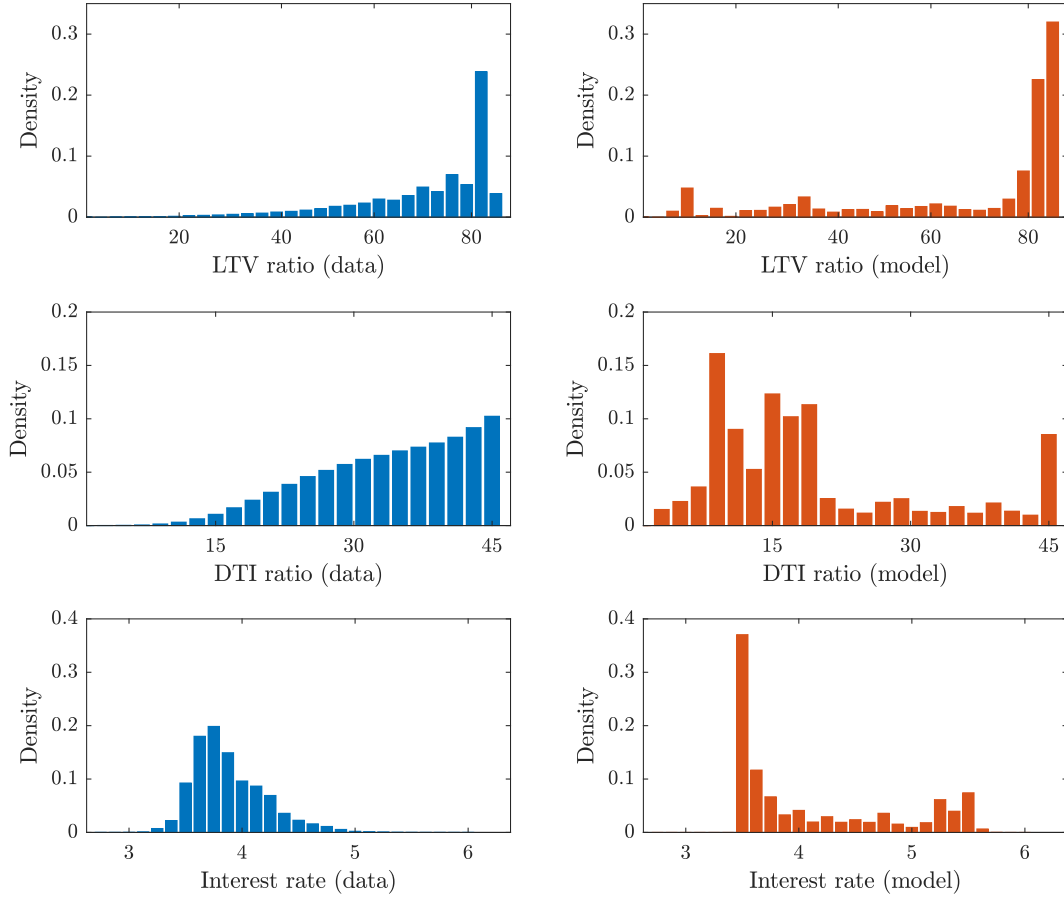 0.3
0.2
0.1
0
Density
20 40 60 80
LTV ratio (data)
0.3
0.2
0.1
0
Density
20 40 60 80
LTV ratio (model)
0.2
0.15
0.1
0.05
0
Density
15 30 45
DTI ratio (data)
0.2
0.15
0.1
0.05
0
Density
15 30 45
DTI ratio (model)
0.4
0.3
0.2
0.1
0
Density
3 4 5 6
Interest rate (data)
0.4
0.3
0.2
0.1
0
Density
3 4 5 6
Interest rate (model)